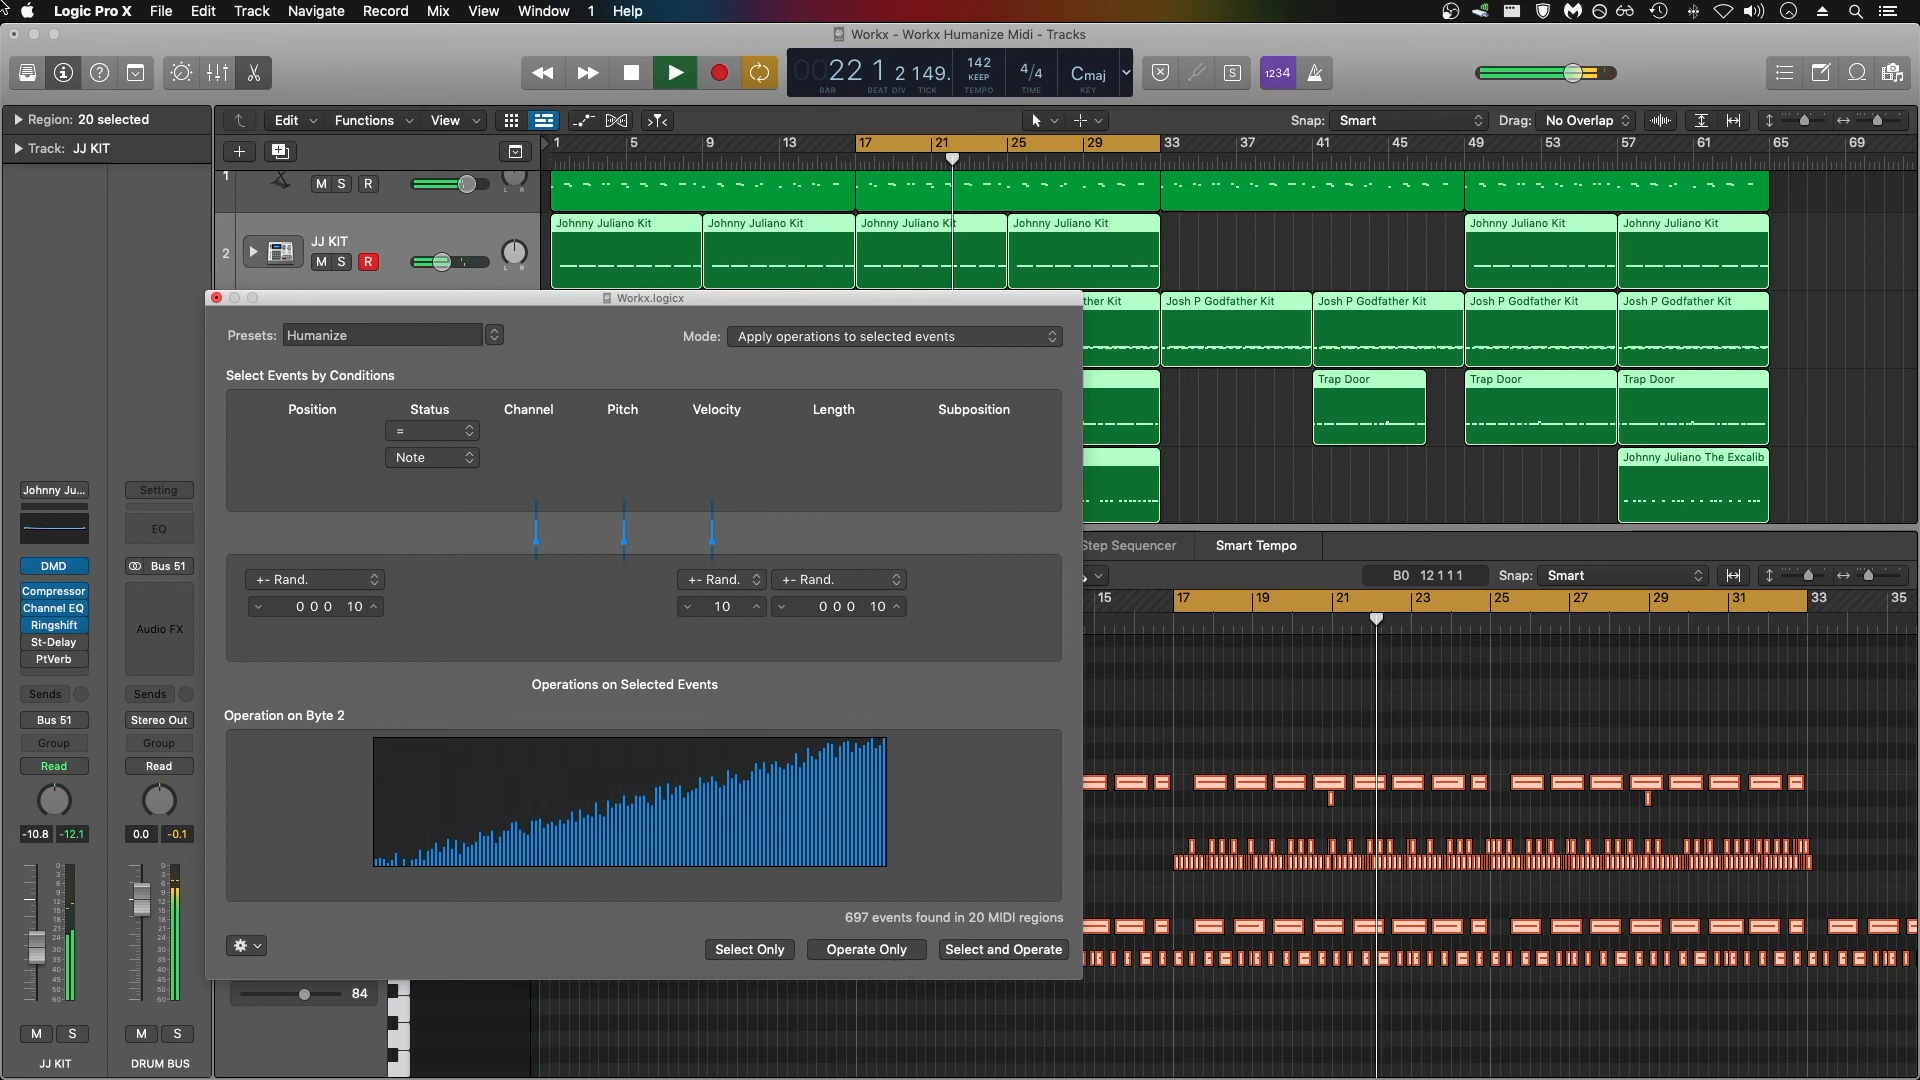 Logic Pro X File Edit Track Navigate Record Mix View Window 1 Help
Workx - Workx Humanize Midi - Tracks
0022 1 2 149.
BAR BEAT DIV TICK
142
KEEP
TEMPO
4/4
TIME
Cmaj
KEY
S
1234
Region: 20 selected
Track: JJ KIT
Edit Functions View
Snap: Smart
Drag: No Overlap
1 5 9 13 17 21 25 29 33 37 41 45 49 53 57 61 65 69
1
M S R
L R
2
JJ KIT
M S R
L R
Johnny Juliano Kit
Johnny Juliano Kit
Johnny Juliano Kit
Johnny Juliano Kit
Johnny Juliano Kit
Johnny Juliano Kit
ther Kit
Josh P Godfather Kit
Josh P Godfather Kit
Josh P Godfather Kit
Josh P Godfather Kit
Trap Door
Trap Door
Trap Door
Johnny Juliano The Excalib
Workx.logicx
Presets: Humanize
Mode: Apply operations to selected events
Select Events by Conditions
Position Status Channel Pitch Velocity Length Subposition
=
Note
+- Rand.
0 0 0 10
+- Rand.
10
+- Rand.
0 0 0 10
Operations on Selected Events
Operation on Byte 2
697 events found in 20 MIDI regions
Select Only Operate Only Select and Operate
Step Sequencer Smart Tempo
B0 12 1 1 1
Snap: Smart
15 17 19 21 23 25 27 29 31 33 35
84
Johnny Ju...
DMD
Compressor
Channel EQ
Ringshift
St-Delay
PtVerb
Sends
Bus 51
Group
Read
-10.8 -12.1
M S
JJ KIT
Setting
EQ
Bus 51
Audio FX
Sends
Stereo Out
Group
Read
0.0 -0.1
M S
DRUM BUS